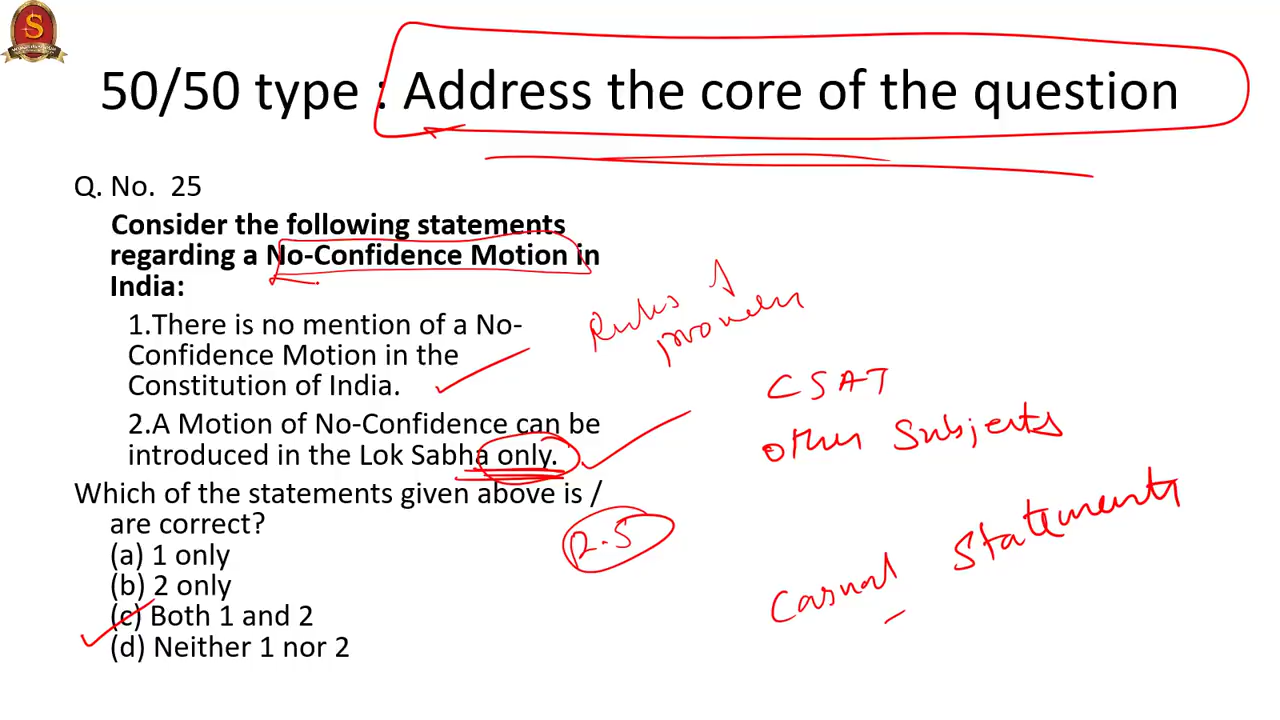 S
50/50 type : Address the core of the question
Q. No. 25
Consider the following statements
regarding a No-Confidence Motion in
India:
1.There is no mention of a No-
Confidence Motion in the
Constitution of India.
2.A Motion of No-Confidence can be
introduced in the Lok Sabha only.
Which of the statements given above is /
are correct?
(a) 1 only
(b) 2 only
(c) Both 1 and 2
(d) Neither 1 nor 2
Rules
CSAT
Other Subjects
R.S
Casual Statements